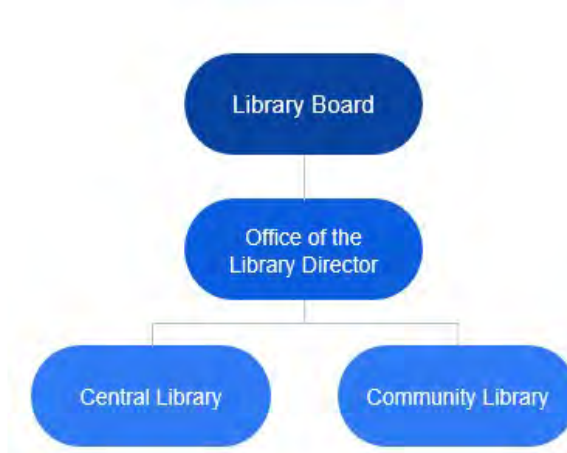 Library Board
Office of the
Library Director
Central Library
Community Library